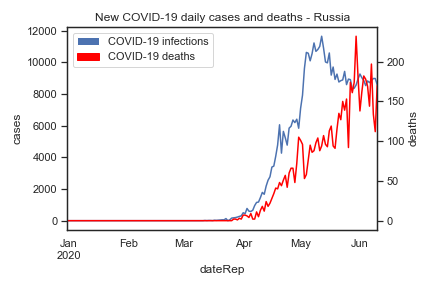 New COVID-19 daily cases and deaths - Russia
COVID-19 infections
COVID-19 deaths
12000
10000
8000
6000
4000
2000
0
cases
200
150
100
50
0
deaths
Jan Feb Mar Apr May Jun
2020
dateRep